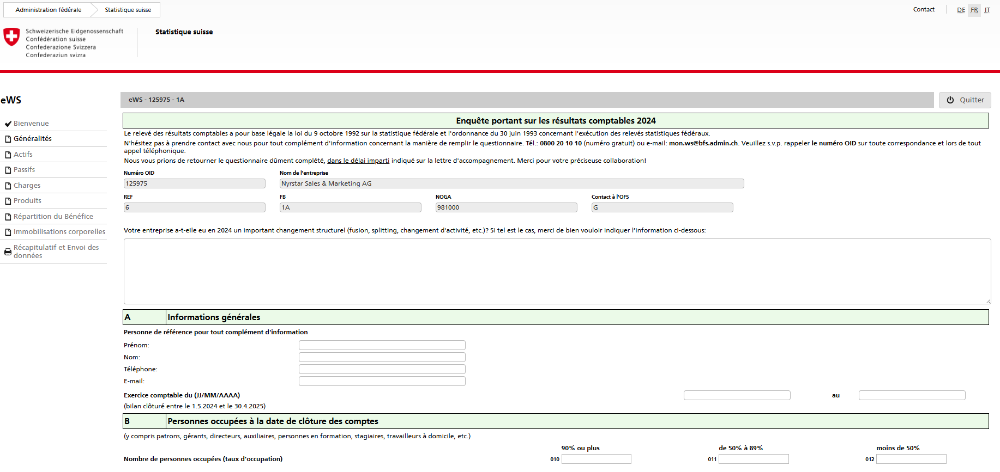 Administration fédérale
Statistique suisse
Contact
DE FR IT
Schweizerische Eidgenossenschaft
Confédération suisse
Confederazione Svizzera
Confederaziun svizra
Statistique suisse
eWS
Bienvenue
Généralités
Actifs
Passifs
Charges
Produits
Répartition du Bénéfice
Immobilisations corporelles
Récapitulatif et Envoi des
données
eWS - 125975 - 1A
Quitter
Enquête portant sur les résultats comptables 2024
Le relevé des résultats comptables a pour base légale la loi du 9 octobre 1992 sur la statistique fédérale et l'ordonnance du 30 juin 1993 concernant l'exécution des relevés statistiques fédéraux.
N'hésitez pas à prendre contact avec nous pour tout complément d'information concernant la manière de remplir le questionnaire. Tél.: 0800 20 10 10 (numéro gratuit) ou e-mail: mon.ws@bfs.admin.ch. Veuillez s.v.p. rappeler le numéro OID sur toute correspondance et lors de tout
appel téléphonique.
Nous vous prions de retourner le questionnaire dûment complété, dans le délai imparti indiqué sur la lettre d'accompagnement. Merci pour votre préciseuse collaboration!
Numéro OID
Nom de l'entreprise
125975
Nyrstar Sales & Marketing AG
REF
FB
NOGA
Contact à l'OFS
6
1A
981000
G
Votre entreprise a-t-elle eu en 2024 un important changement structurel (fusion, splitting, changement d'activité, etc.)? Si tel est le cas, merci de bien vouloir indiquer l'information ci-dessous:
A Informations générales
Personne de référence pour tout complément d'information
Prénom:
Nom:
Téléphone:
E-mail:
Exercice comptable du (JJ/MM/AAAA)
au
(bilan clôturé entre le 1.5.2024 et le 30.4.2025)
B Personnes occupées à la date de clôture des comptes
(y compris patrons, gérants, directeurs, auxiliaires, personnes en formation, stagiaires, travailleurs à domicile, etc.)
90% ou plus
de 50% à 89%
moins de 50%
Nombre de personnes occupées (taux d'occupation)
010
011
012